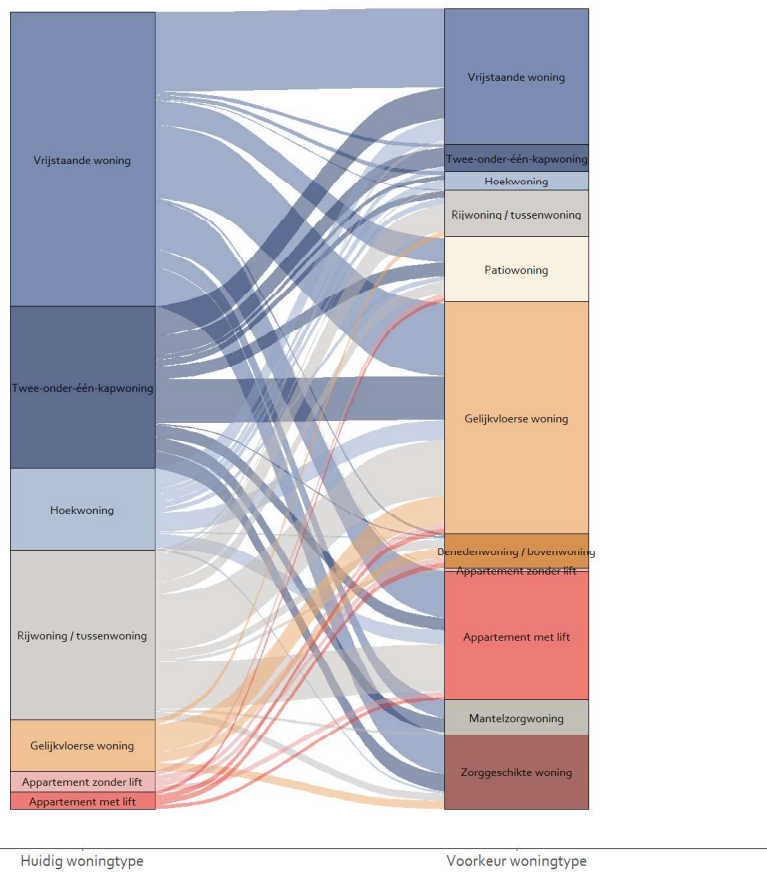 Vrijstaande woning
Twee-onder-één-kapwoning
Hoekwoning
Rijwoning / tussenwoning
Gelijkvloerse woning
Appartement zonder lift
Appartement met lift
Vrijstaande woning
Twee-onder-één-kapwoning
Hoekwoning
Rijwoning / tussenwoning
Patiowoning
Gelijkvloerse woning
Benedenwoning / bovenwoning
Appartement zonder lift
Appartement met lift
Mantelzorgwoning
Zorggeschikte woning
Huidig woningtype
Voorkeur woningtype